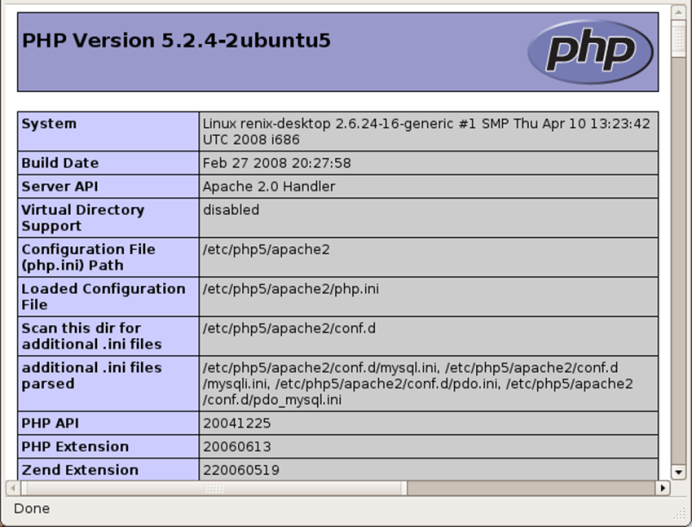 PHP Version 5.2.4-2ubuntu5
php
System
Linux renix-desktop 2.6.24-16-generic #1 SMP Thu Apr 10 13:23:42
UTC 2008 i686
Build Date
Feb 27 2008 20:27:58
Server API
Apache 2.0 Handler
Virtual Directory
Support
disabled
Configuration File
(php.ini) Path
/etc/php5/apache2
Loaded Configuration
File
/etc/php5/apache2/php.ini
Scan this dir for
additional .ini files
/etc/php5/apache2/conf.d
additional .ini files
parsed
/etc/php5/apache2/conf.d/mysql.ini, /etc/php5/apache2/conf.d
/mysqli.ini, /etc/php5/apache2/conf.d/pdo.ini, /etc/php5/apache2
/conf.d/pdo_mysql.ini
PHP API
20041225
PHP Extension
20060613
Zend Extension
220060519
Done